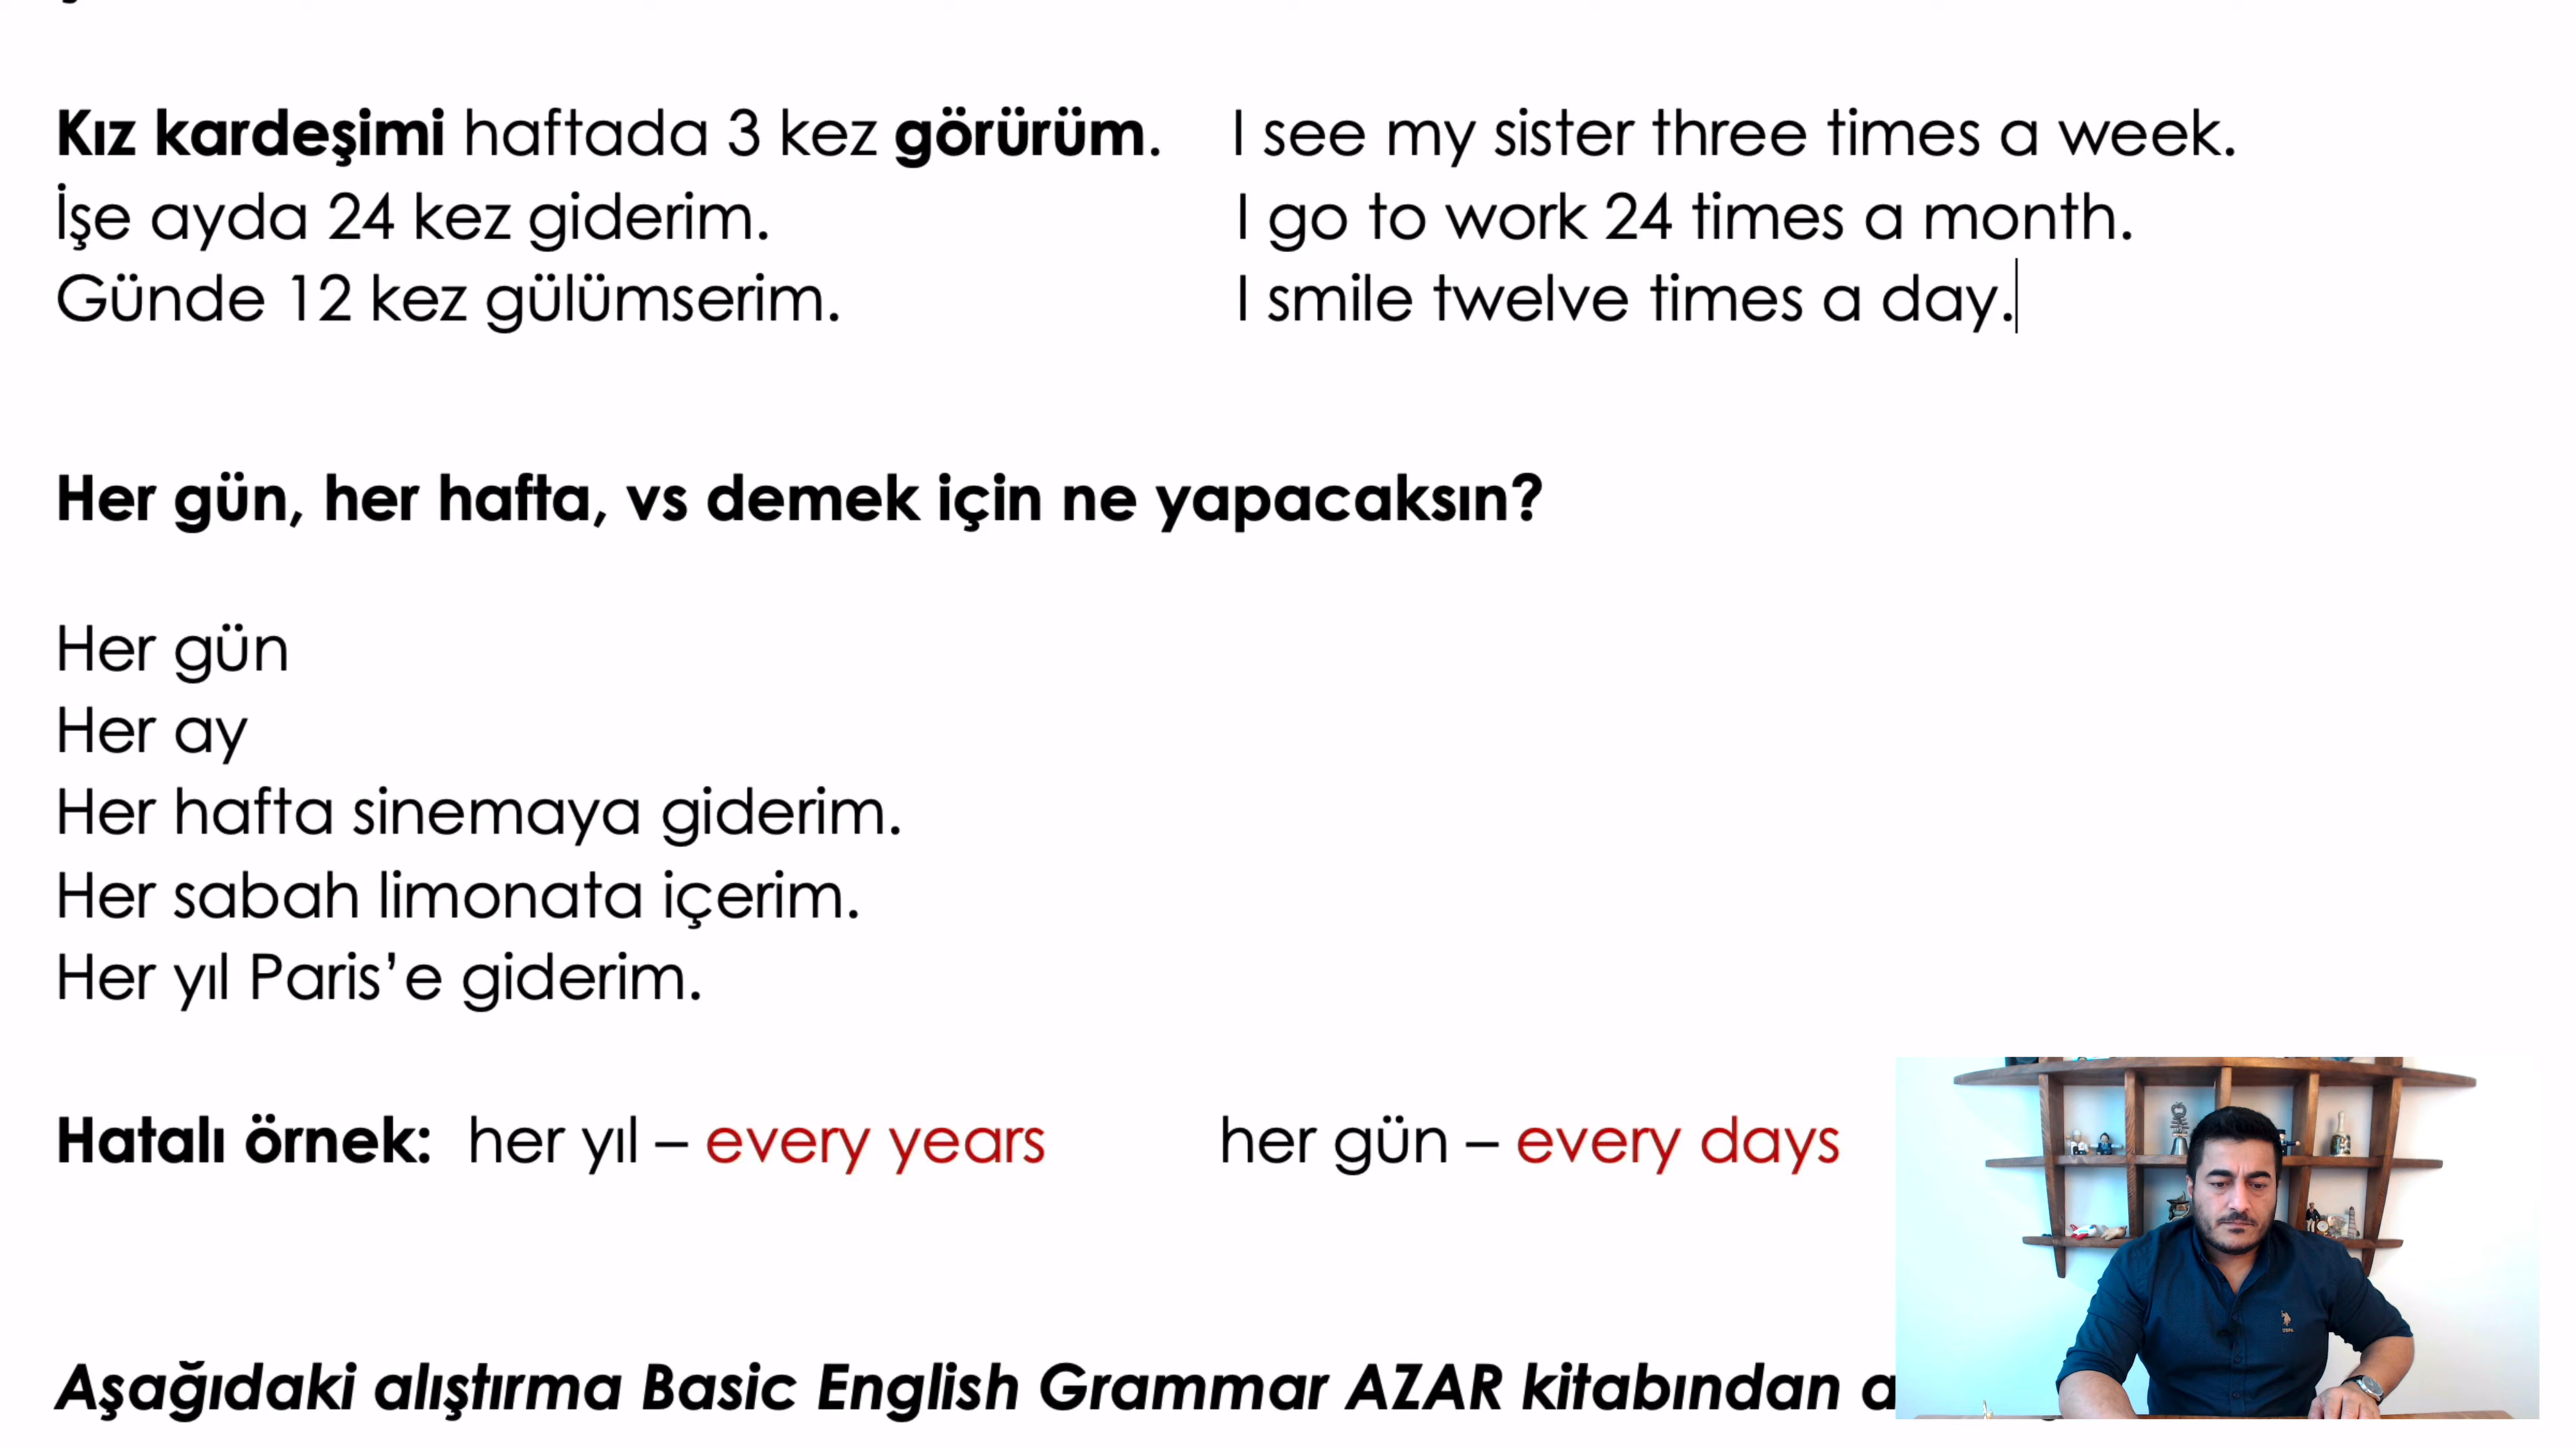 Kız kardeşimi haftada 3 kez görürüm. I see my sister three times a week.
İşe ayda 24 kez giderim. I go to work 24 times a month.
Günde 12 kez gülümserim. I smile twelve times a day.
Her gün, her hafta, vs demek için ne yapacaksın?
Her gün
Her ay
Her hafta sinemaya giderim.
Her sabah limonata içerim.
Her yıl Paris’e giderim.
Hatalı örnek: her yıl – every years her gün – every days
Aşağıdaki alıştırma Basic English Grammar AZAR kitabından